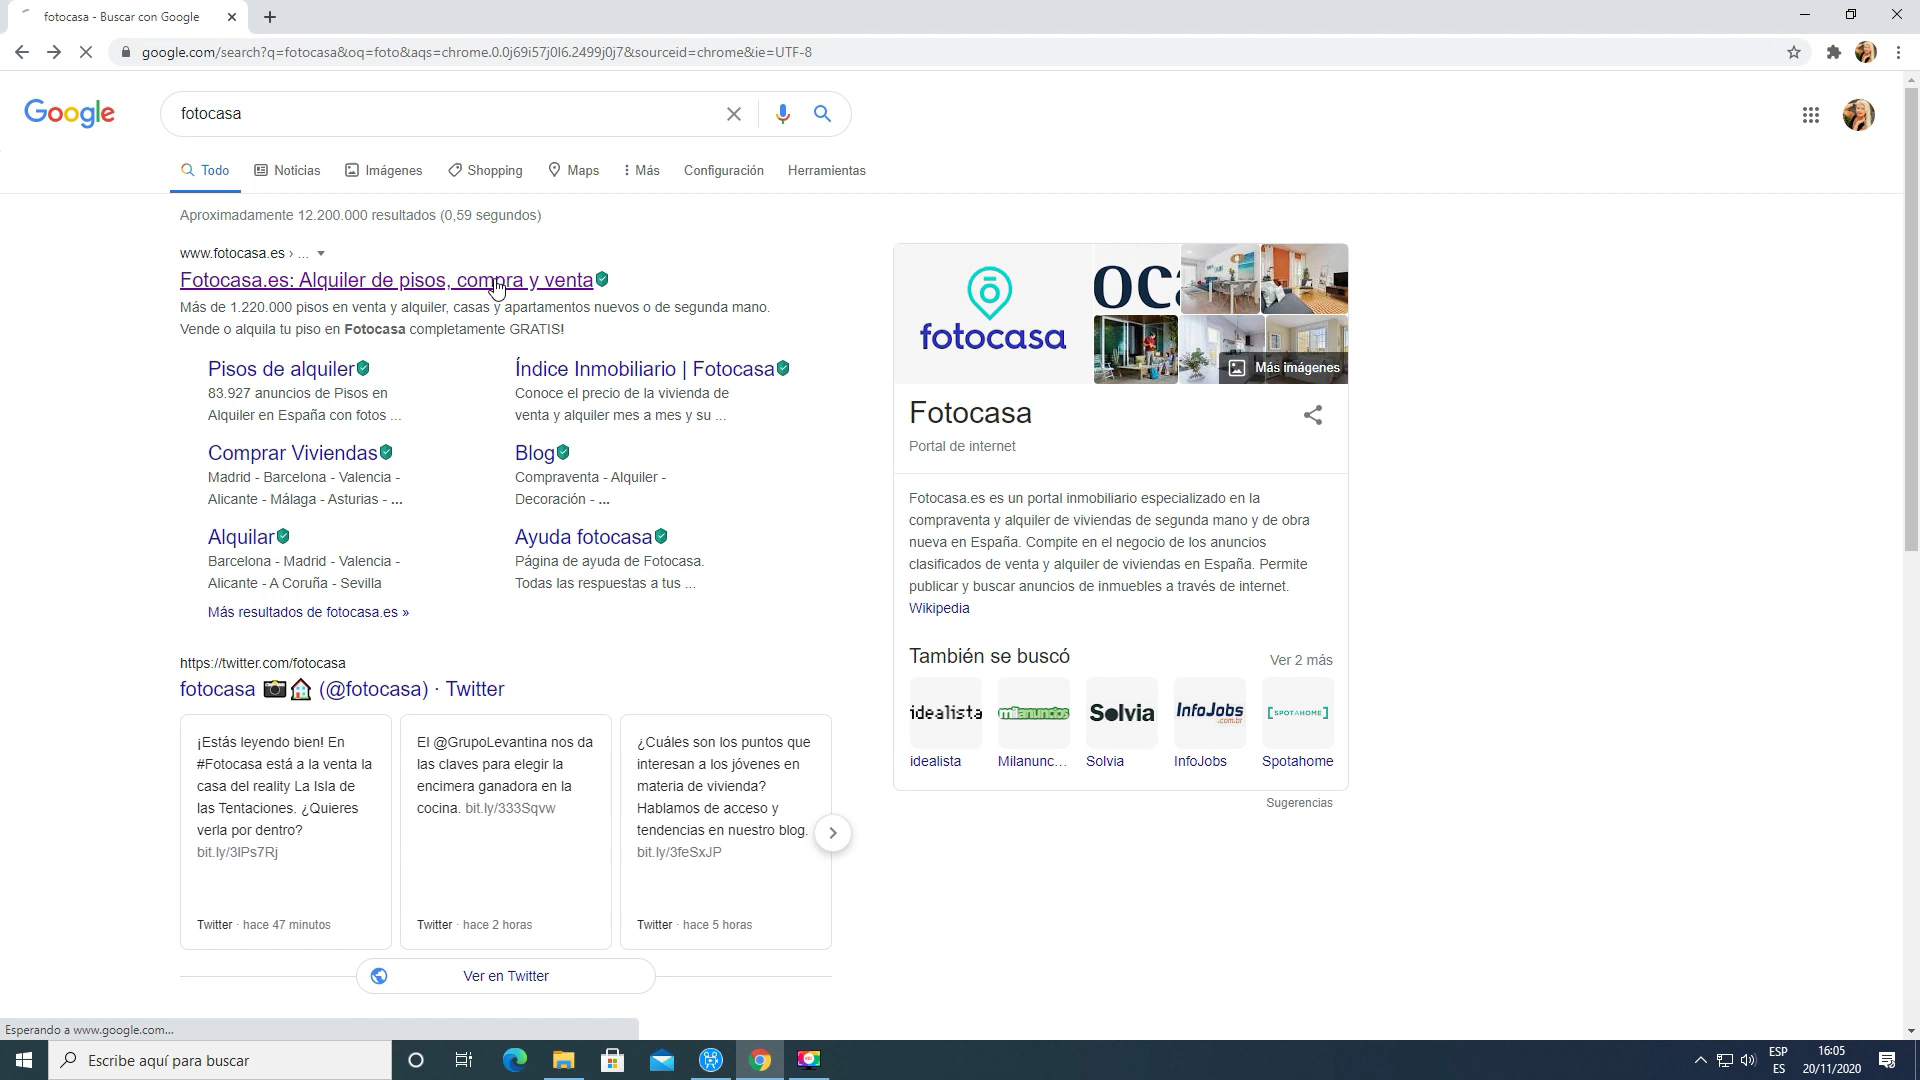 fotocasa - Buscar con Google
google.com/search?q=fotocasa&oq=foto&aqs=chrome.0.0j69i57j0l6.2499j0j7&sourceid=chrome&ie=UTF-8
Google
fotocasa
Todo
Noticias
Imágenes
Shopping
Maps
Más
Configuración
Herramientas
Aproximadamente 12.200.000 resultados (0,59 segundos)
www.fotocasa.es › ...
Fotocasa.es: Alquiler de pisos, compra y venta
Más de 1.220.000 pisos en venta y alquiler, casas y apartamentos nuevos o de segunda mano.
Vende o alquila tu piso en Fotocasa completamente GRATIS!
Pisos de alquiler
83.927 anuncios de Pisos en
Alquiler en España con fotos ...
Índice Inmobiliario | Fotocasa
Conoce el precio de la vivienda de
venta y alquiler mes a mes y su ...
Comprar Viviendas
Madrid - Barcelona - Valencia -
Alicante - Málaga - Asturias - ...
Blog
Compraventa - Alquiler -
Decoración - ...
Alquilar
Barcelona - Madrid - Valencia -
Alicante - A Coruña - Sevilla
Ayuda fotocasa
Página de ayuda de Fotocasa.
Todas las respuestas a tus ...
Más resultados de fotocasa.es »
https://twitter.com/fotocasa
fotocasa 📷🏠 (@fotocasa) · Twitter
¡Estás leyendo bien! En
#Fotocasa está a la venta la
casa del reality La Isla de
las Tentaciones. ¿Quieres
verla por dentro?
bit.ly/3lPs7Rj
Twitter · hace 47 minutos
El @GrupoLevantina nos da
las claves para elegir la
encimera ganadora en la
cocina. bit.ly/333Sqvw
Twitter · hace 2 horas
¿Cuáles son los puntos que
interesan a los jóvenes en
materia de vivienda?
Hablamos de acceso y
tendencias en nuestro blog.
bit.ly/3feSxJP
Twitter · hace 5 horas
Ver en Twitter
fotocasa
oca
Más imágenes
Fotocasa
Portal de internet
Fotocasa.es es un portal inmobiliario especializado en la
compraventa y alquiler de viviendas de segunda mano y de obra
nueva en España. Compite en el negocio de los anuncios
clasificados de venta y alquiler de viviendas en España. Permite
publicar y buscar anuncios de inmuebles a través de internet.
Wikipedia
También se buscó
Ver 2 más
idealista
milanuncios
Solvia
InfoJobs
.com.br
[SPOTAHOME]
idealista
Milanunc...
Solvia
InfoJobs
Spotahome
Sugerencias
Esperando a www.google.com...
Escribe aquí para buscar
ESP
ES
16:05
20/11/2020